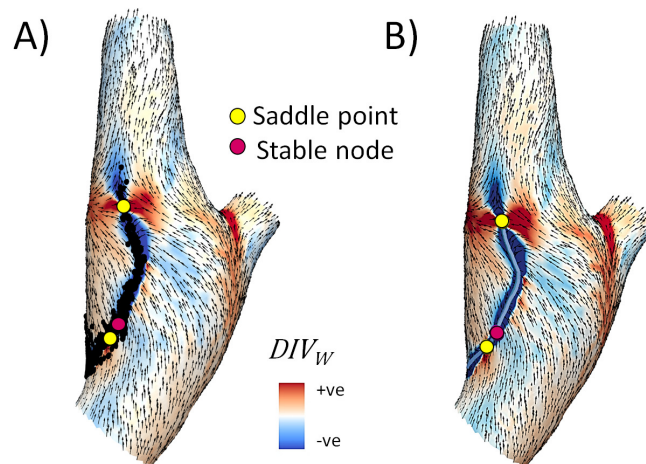 A)
B)
Saddle point
Stable node
DIV_W
+ve
-ve